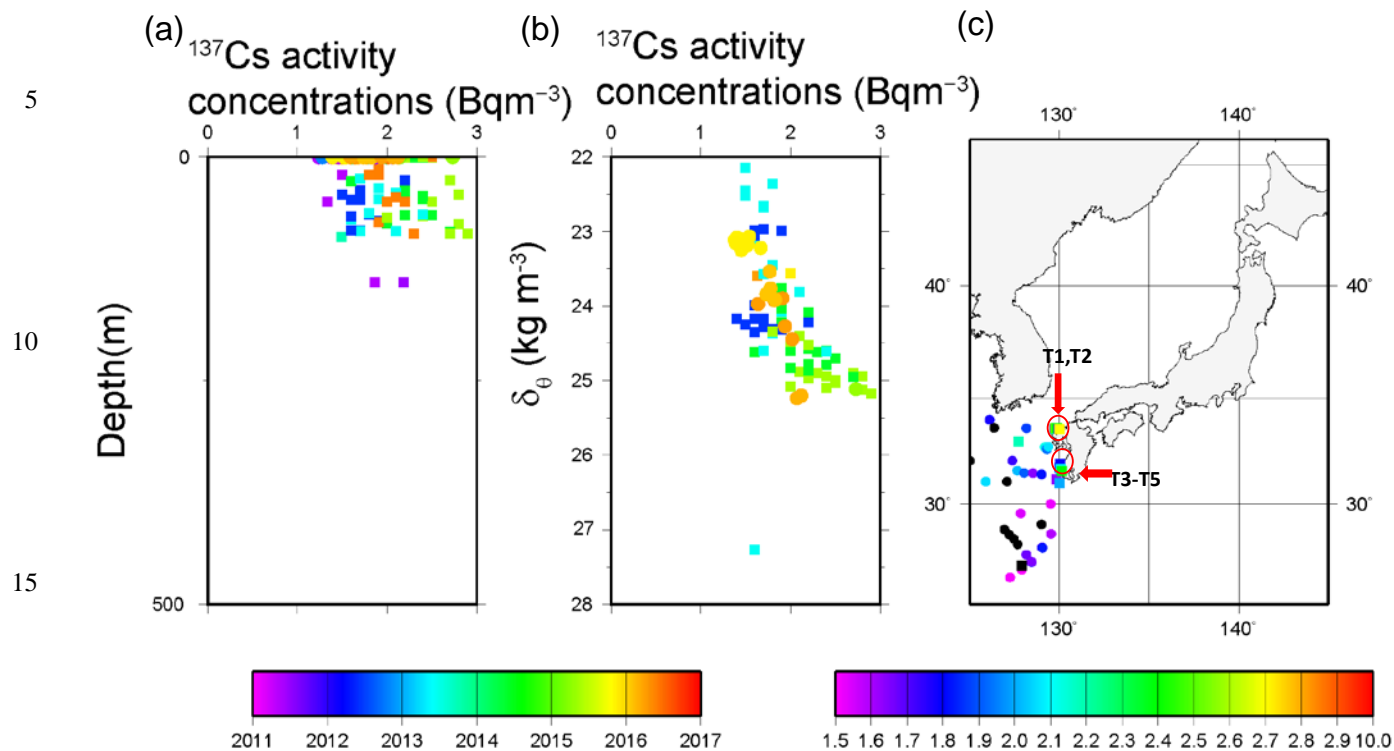 (a)
(b)
(c)
¹³⁷Cs activity
concentrations (Bqm⁻³)
¹³⁷Cs activity
concentrations (Bqm⁻³)
5
10
15
0 1 2 3
0
500
Depth(m)
0 1 2 3
22
23
24
25
26
27
28
δθ (kg m⁻³)
130° 140°
40° 40°
30° 30°
130° 140°
T1,T2
T3-T5
2011 2012 2013 2014 2015 2016 2017
1.5 1.6 1.7 1.8 1.9 2.0 2.1 2.2 2.3 2.4 2.5 2.6 2.7 2.8 2.9 10.0